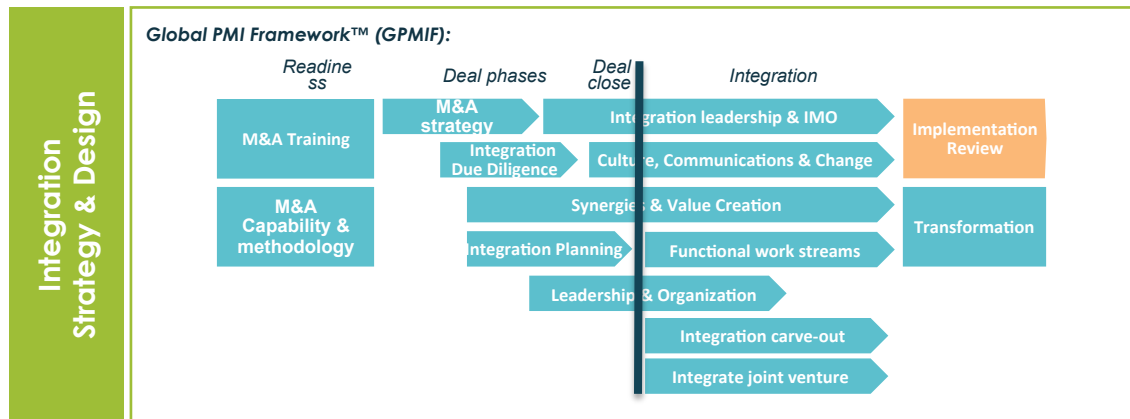 Integration
Strategy & Design
Global PMI Framework™ (GPMIF):
Readine
ss
Deal phases
Deal
close
Integration
M&A Training
M&A
strategy
Integration leadership & IMO
Implementation
Review
Integration
Due Diligence
Culture, Communications & Change
M&A
Capability &
methodology
Synergies & Value Creation
Transformation
Integration Planning
Functional work streams
Leadership & Organization
Integration carve-out
Integrate joint venture